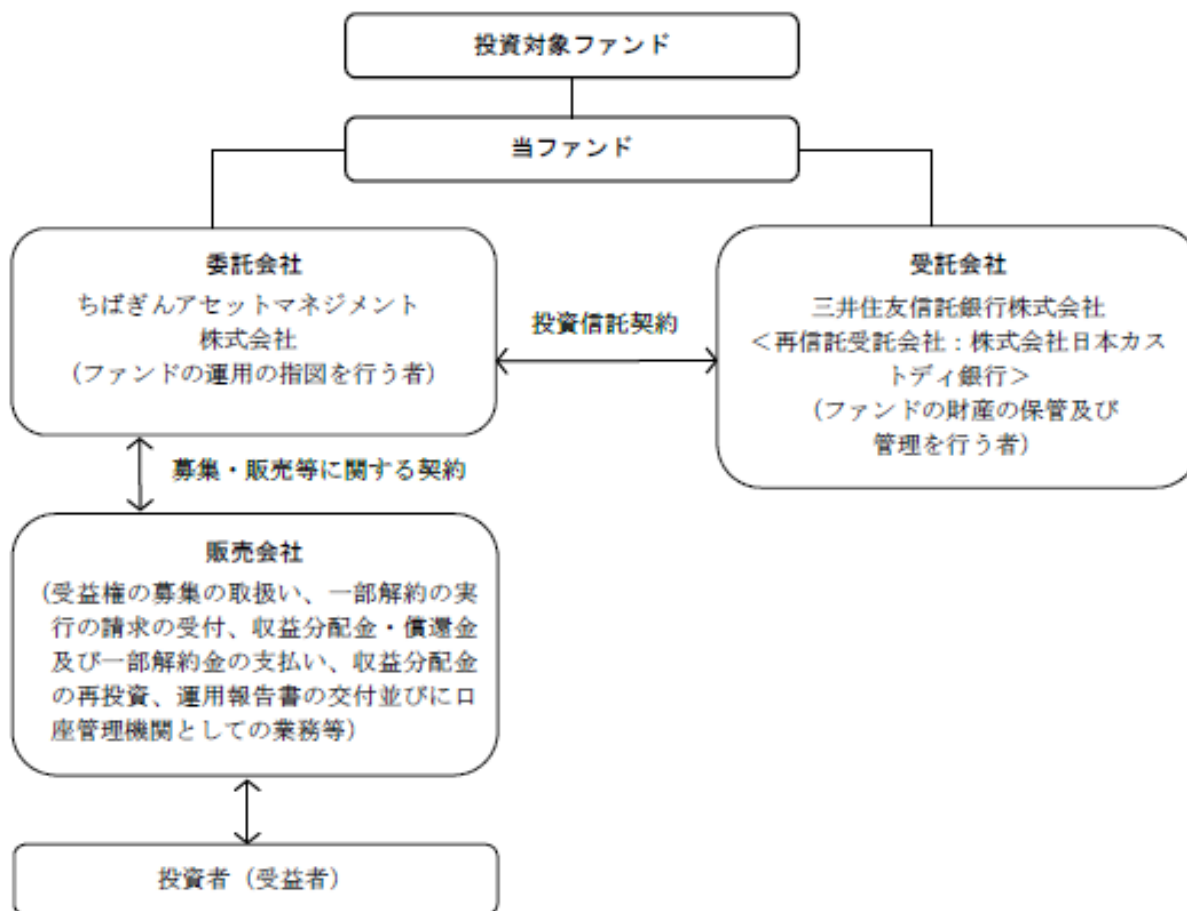 投資対象ファンド
当ファンド
委託会社
ちばぎんアセットマネジメント
株式会社
(ファンドの運用の指図を行う者)
投資信託契約
受託会社
三井住友信託銀行株式会社
<再信託受託会社:株式会社日本カス
トディ銀行>
(ファンドの財産の保管及び
管理を行う者)
募集・販売等に関する契約
販売会社
(受益権の募集の取扱い、一部解約の実
行の請求の受付、収益分配金・償還金
及び一部解約金の支払い、収益分配金
の再投資、運用報告書の交付並びに口
座管理機関としての業務等)
投資者(受益者)